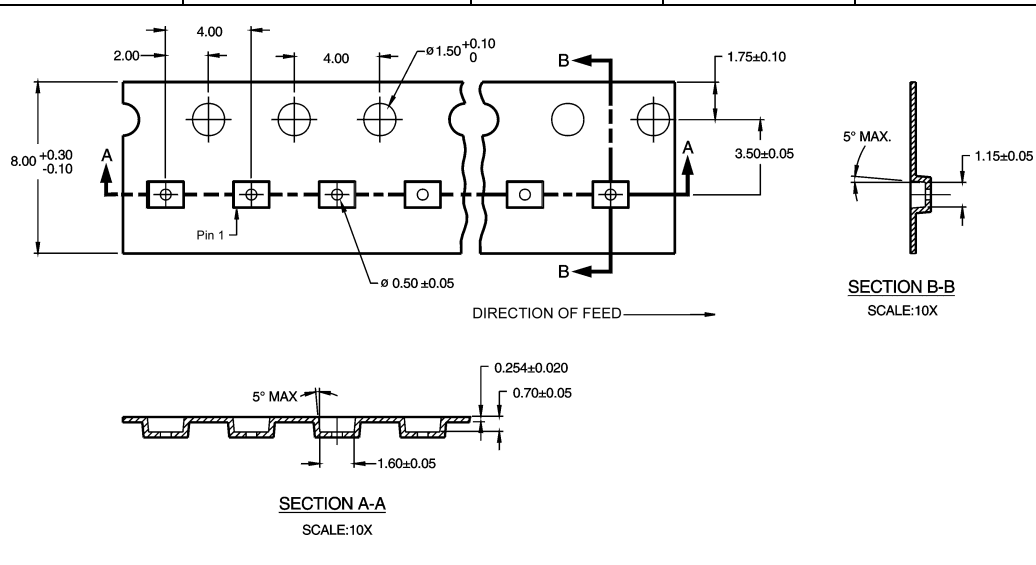 4.00
2.00
4.00
ø1.50 +0.10
0
B
1.75±0.10
8.00 +0.30
-0.10
A
A
3.50±0.05
5° MAX.
1.15±0.05
Pin 1
B
ø 0.50 ±0.05
SECTION B-B
SCALE:10X
DIRECTION OF FEED
0.254±0.020
5° MAX
0.70±0.05
1.60±0.05
SECTION A-A
SCALE:10X